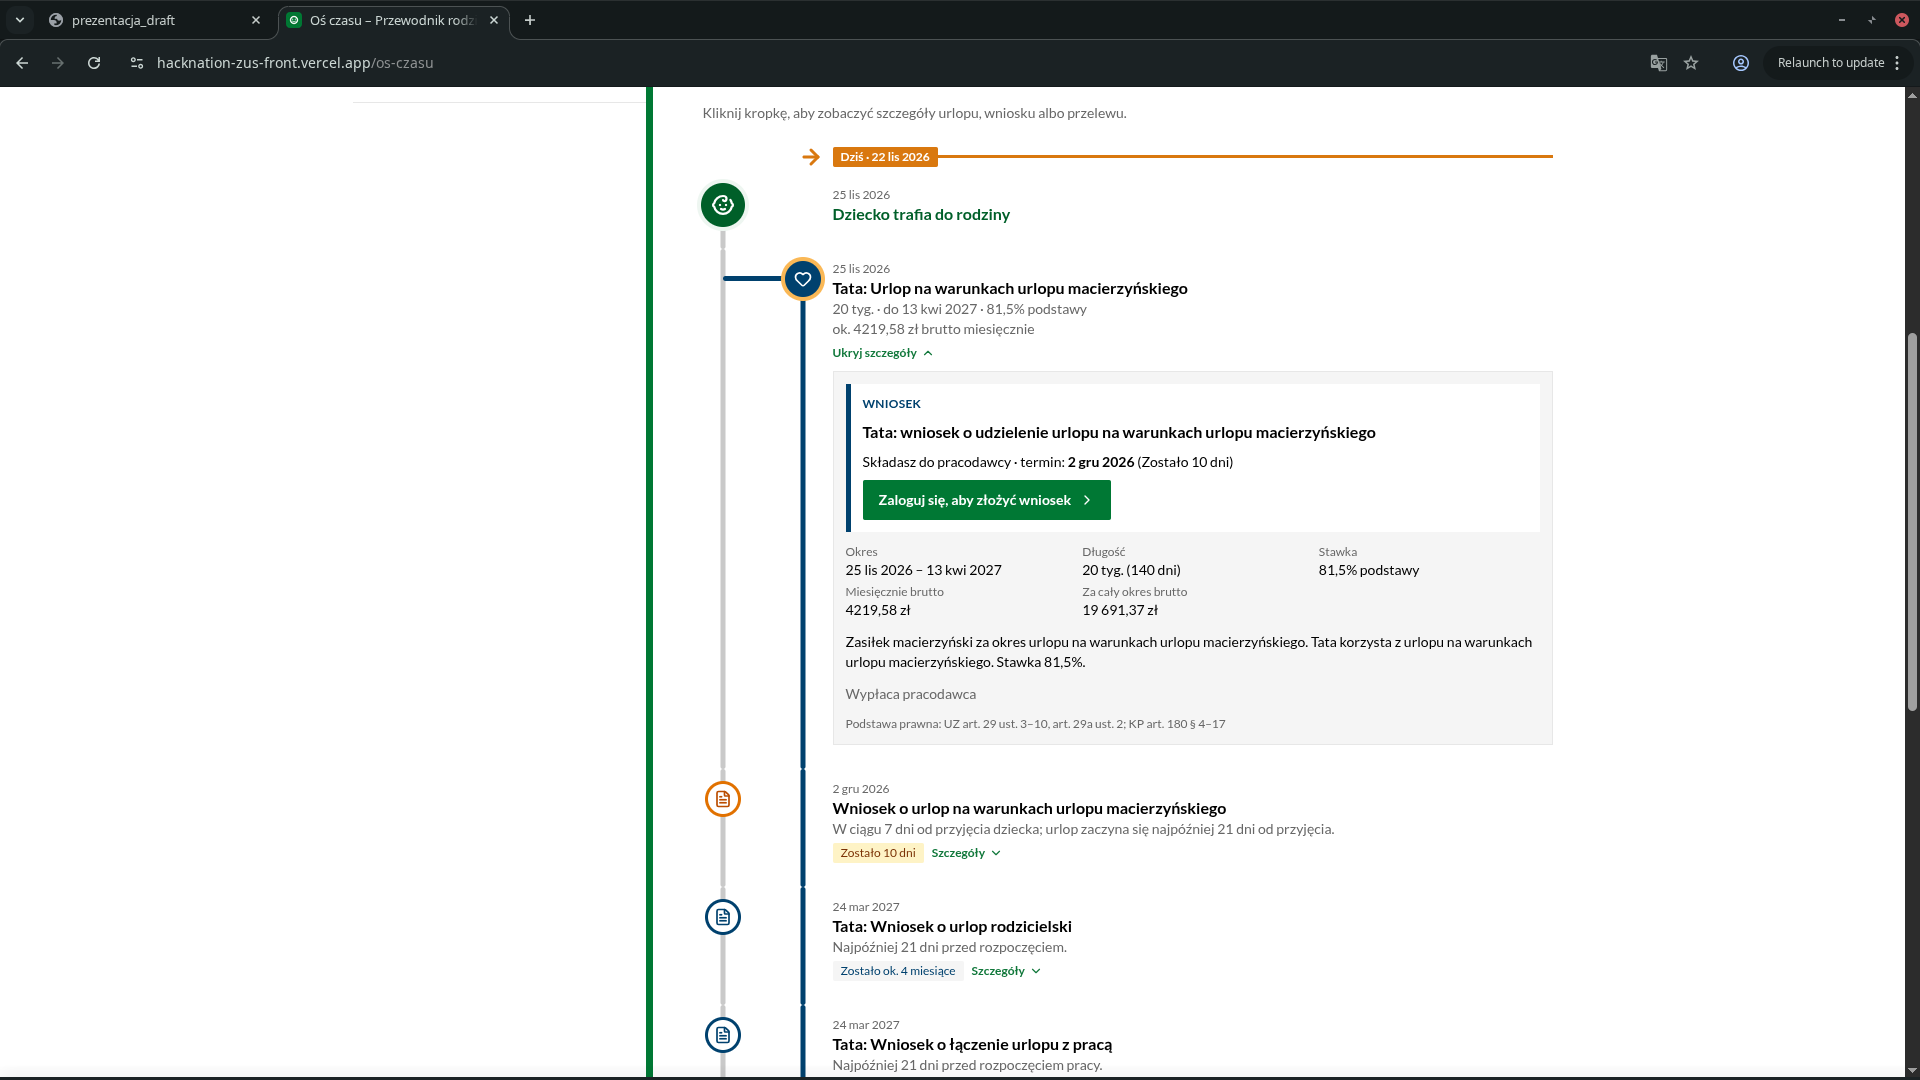 prezentacja_draft
Oś czasu – Przewodnik rodz
hacknation-zus-front.vercel.app/os-czasu
Relaunch to update
Kliknij kropkę, aby zobaczyć szczegóły urlopu, wniosku albo przelewu.
Dziś · 22 lis 2026
25 lis 2026
Dziecko trafia do rodziny
25 lis 2026
Tata: Urlop na warunkach urlopu macierzyńskiego
20 tyg. · do 13 kwi 2027 · 81,5% podstawy
ok. 4219,58 zł brutto miesięcznie
Ukryj szczegóły
WNIOSEK
Tata: wniosek o udzielenie urlopu na warunkach urlopu macierzyńskiego
Składasz do pracodawcy · termin: 2 gru 2026 (Zostało 10 dni)
Zaloguj się, aby złożyć wniosek
Okres Długość Stawka
25 lis 2026 – 13 kwi 2027 20 tyg. (140 dni) 81,5% podstawy
Miesięcznie brutto Za cały okres brutto
4219,58 zł 19 691,37 zł
Zasiłek macierzyński za okres urlopu na warunkach urlopu macierzyńskiego. Tata korzysta z urlopu na warunkach
urlopu macierzyńskiego. Stawka 81,5%.
Wypłaca pracodawca
Podstawa prawna: UZ art. 29 ust. 3–10, art. 29a ust. 2; KP art. 180 § 4–17
2 gru 2026
Wniosek o urlop na warunkach urlopu macierzyńskiego
W ciągu 7 dni od przyjęcia dziecka; urlop zaczyna się najpóźniej 21 dni od przyjęcia.
Zostało 10 dni Szczegóły
24 mar 2027
Tata: Wniosek o urlop rodzicielski
Najpóźniej 21 dni przed rozpoczęciem.
Zostało ok. 4 miesiące Szczegóły
24 mar 2027
Tata: Wniosek o łączenie urlopu z pracą
Najpóźniej 21 dni przed rozpoczęciem pracy.